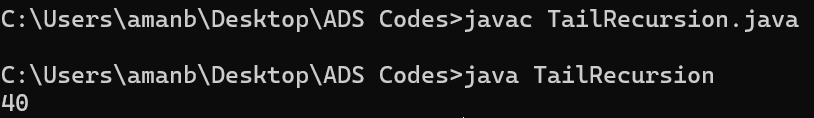 C:\Users\amanb\Desktop\ADS Codes>javac TailRecursion.java
C:\Users\amanb\Desktop\ADS Codes>java TailRecursion
40